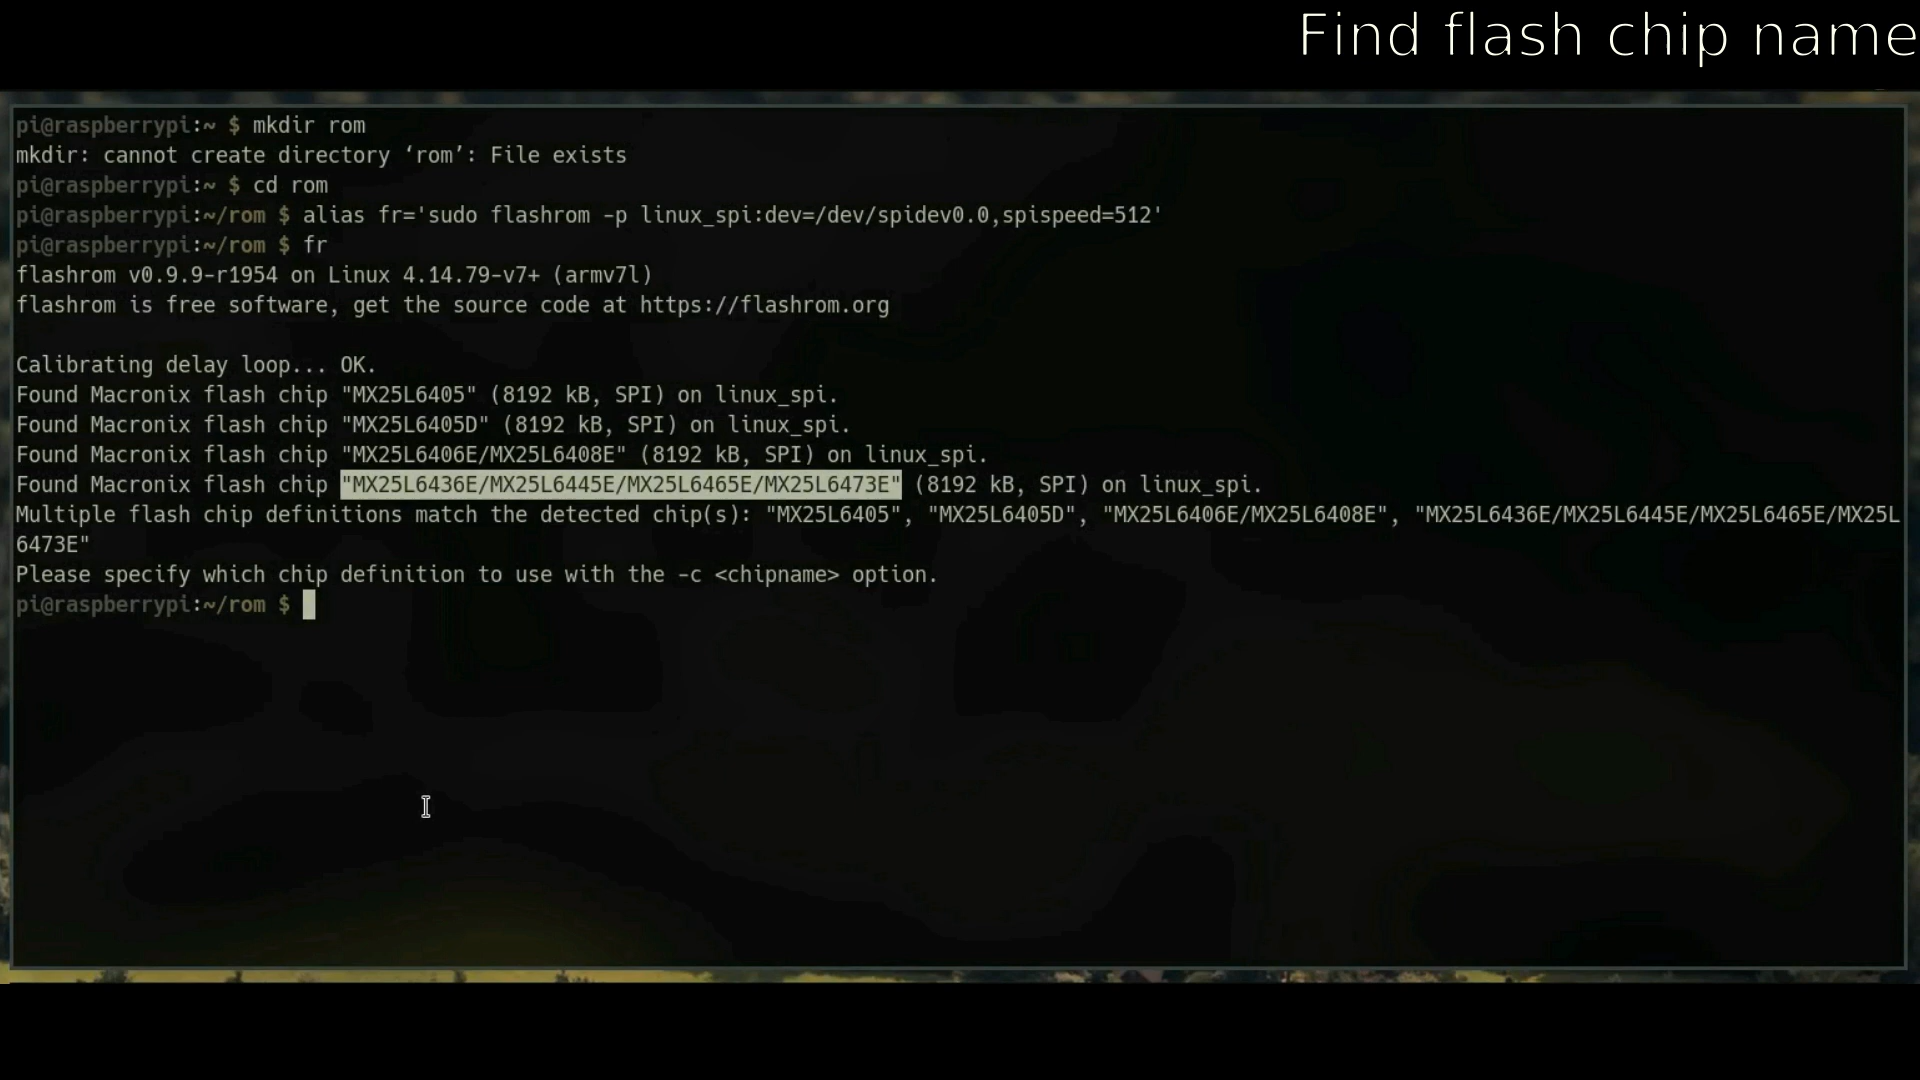 Find flash chip name
pi@raspberrypi:~ $ mkdir rom
mkdir: cannot create directory ‘rom’: File exists
pi@raspberrypi:~ $ cd rom
pi@raspberrypi:~/rom $ alias fr='sudo flashrom -p linux_spi:dev=/dev/spidev0.0,spispeed=512'
pi@raspberrypi:~/rom $ fr
flashrom v0.9.9-r1954 on Linux 4.14.79-v7+ (armv7l)
flashrom is free software, get the source code at https://flashrom.org
Calibrating delay loop... OK.
Found Macronix flash chip "MX25L6405" (8192 kB, SPI) on linux_spi.
Found Macronix flash chip "MX25L6405D" (8192 kB, SPI) on linux_spi.
Found Macronix flash chip "MX25L6406E/MX25L6408E" (8192 kB, SPI) on linux_spi.
Found Macronix flash chip "MX25L6436E/MX25L6445E/MX25L6465E/MX25L6473E" (8192 kB, SPI) on linux_spi.
Multiple flash chip definitions match the detected chip(s): "MX25L6405", "MX25L6405D", "MX25L6406E/MX25L6408E", "MX25L6436E/MX25L6445E/MX25L6465E/MX25L
6473E"
Please specify which chip definition to use with the -c <chipname> option.
pi@raspberrypi:~/rom $